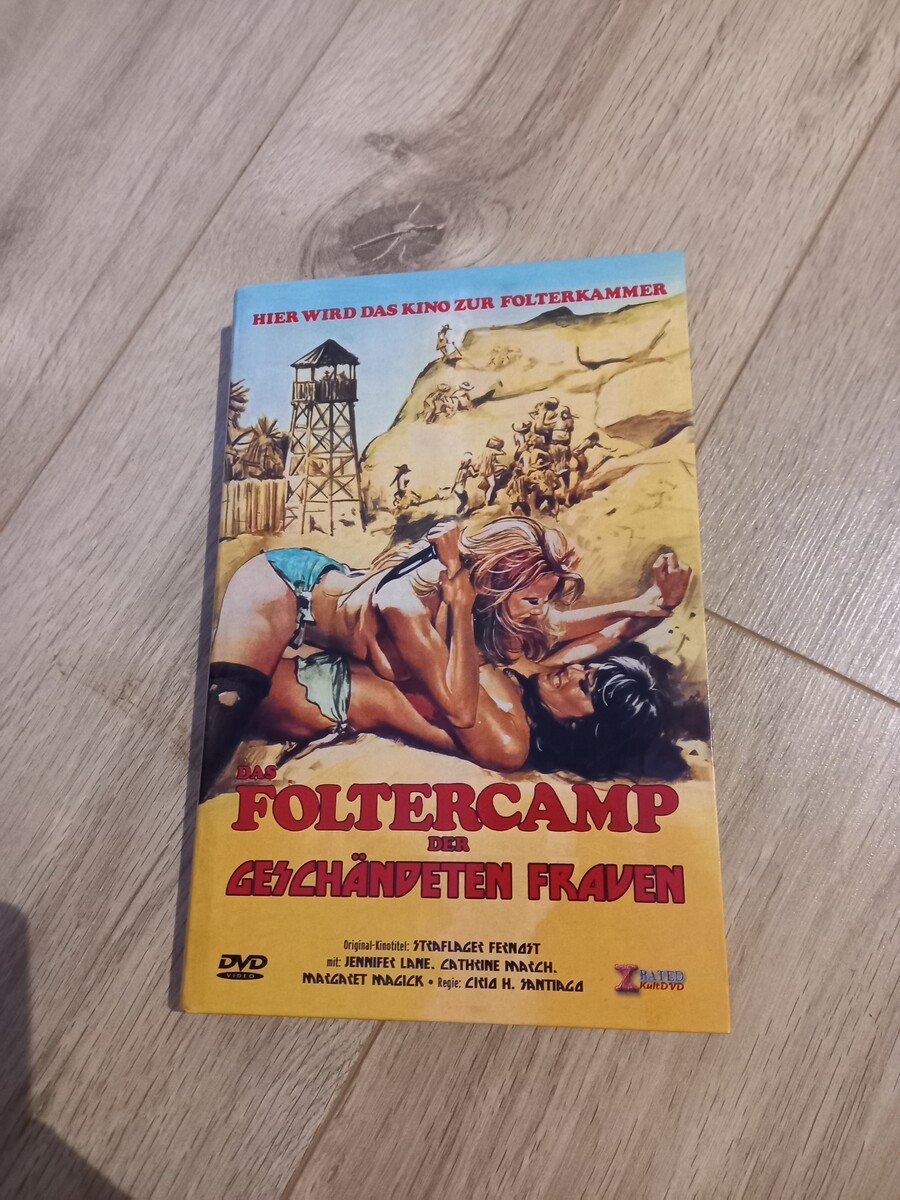 HIER WIRD DAS KINO ZUR FOLTERKAMMER
DAS
FOLTERCAMP
DER
GESCHÄNDETEN FRAUEN
Original-Kinotitel: STRAFLAGER FERNOST
mit: JENNIFER LANE, CATHRINE MARCH,
MARGARET MAGICK • Regie: CIRIO H. SANTIAGO
DVD
VIDEO
X RATED
KultDVD